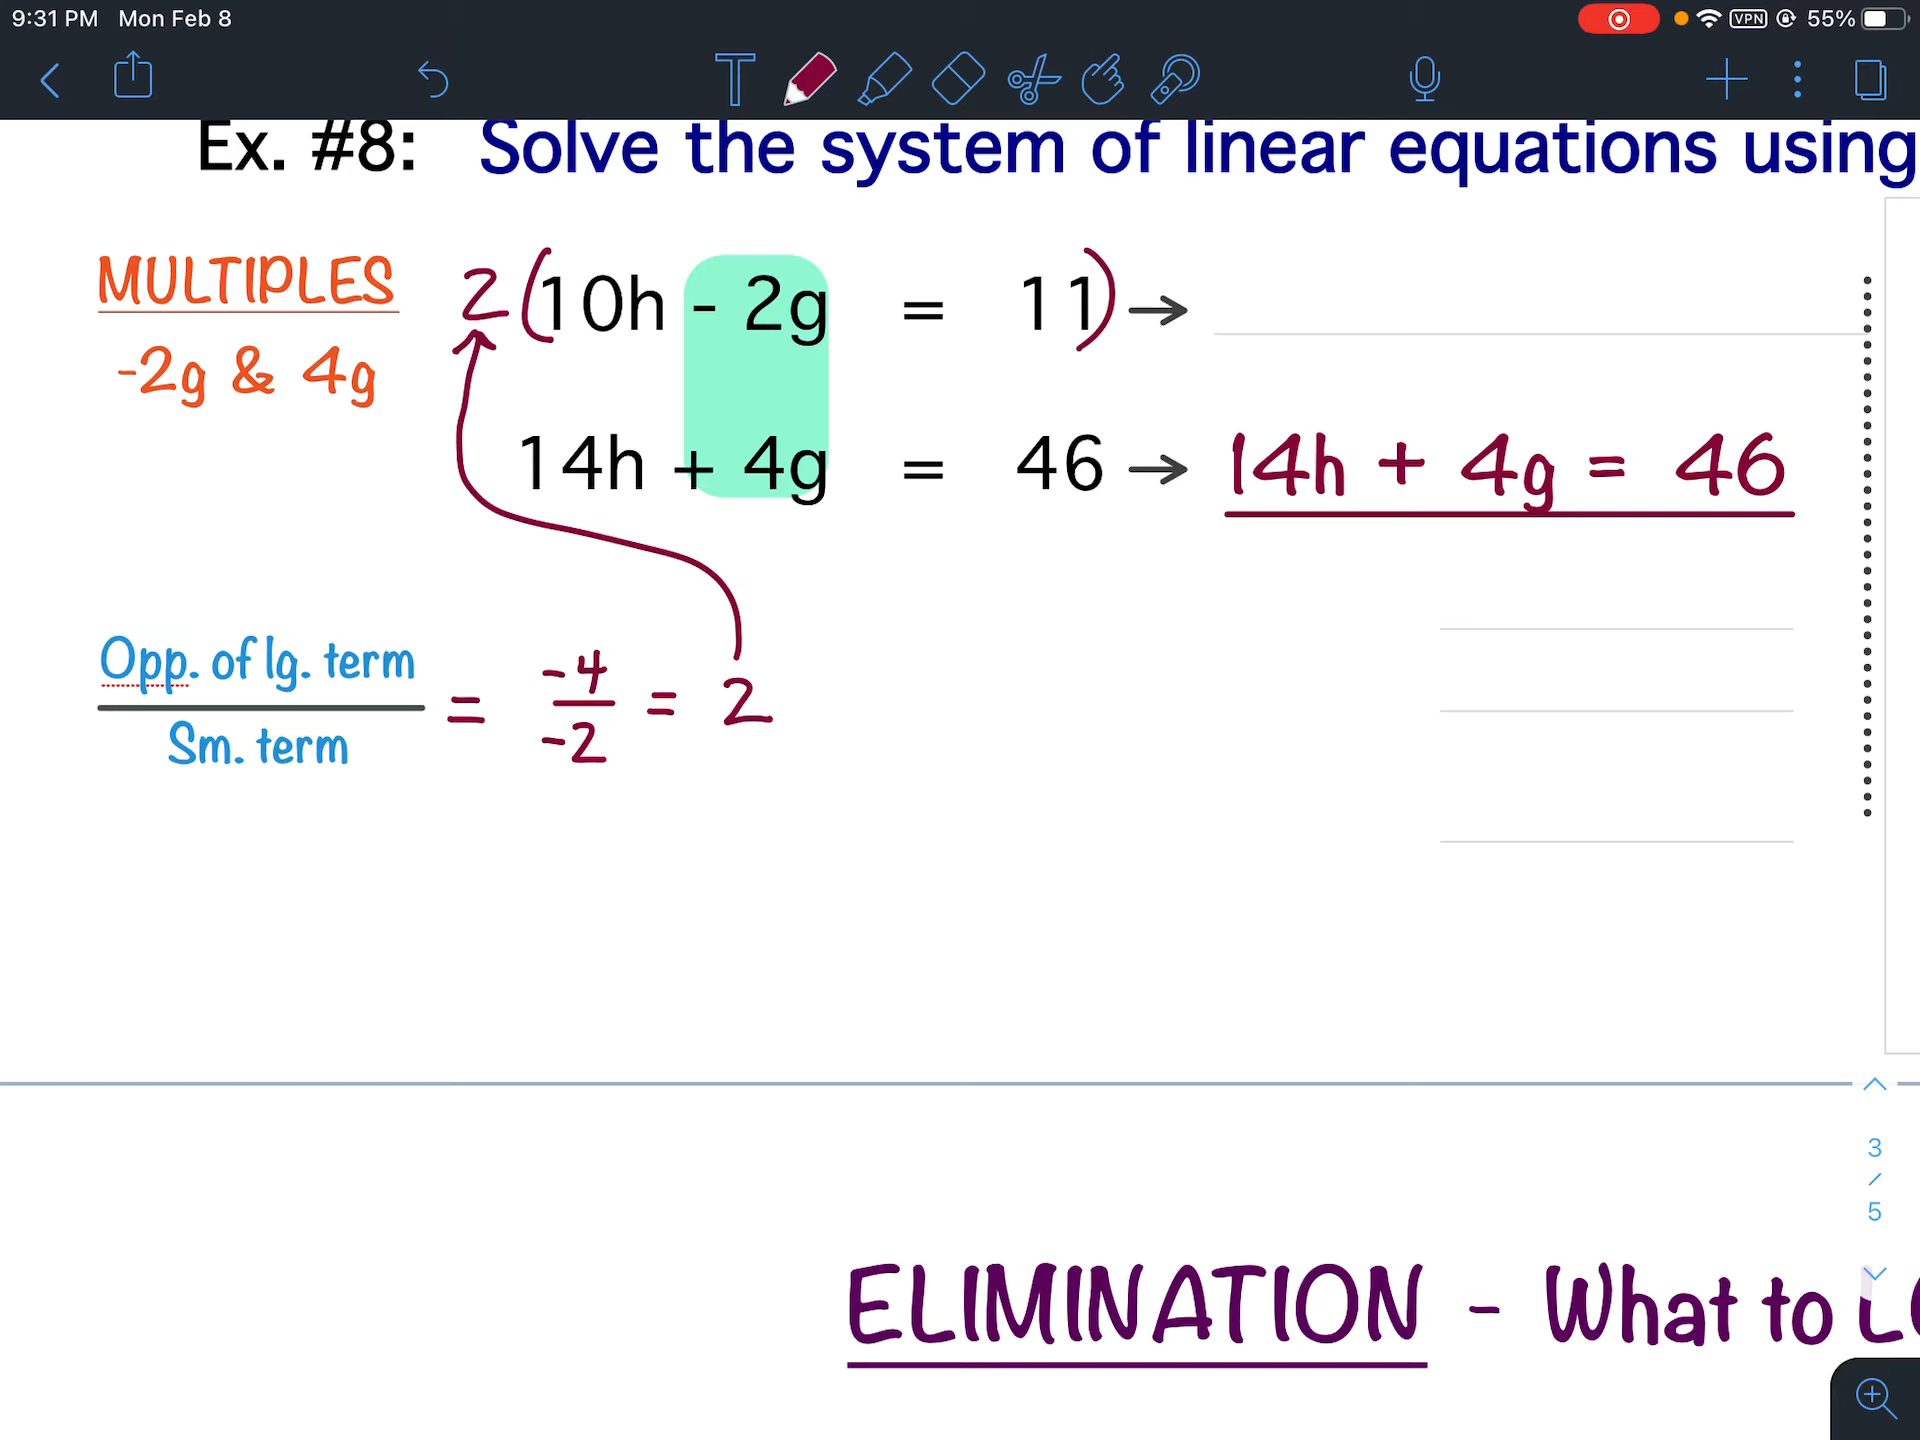 9:31 PM Mon Feb 8
VPN 55%
T
Ex. #8: Solve the system of linear equations using
MULTIPLES
-2g & 4g
2(10h - 2g = 11) →
14h + 4g = 46 → 14h + 4g = 46
Opp. of lg. term
Sm. term
= -4/-2 = 2
3
/
5
ELIMINATION - What to